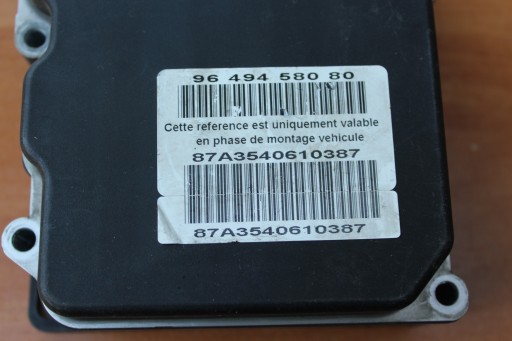 96 494 580 80
Cette reference est uniquement valable
en phase de montage vehicule
87A3540610387
87A3540610387